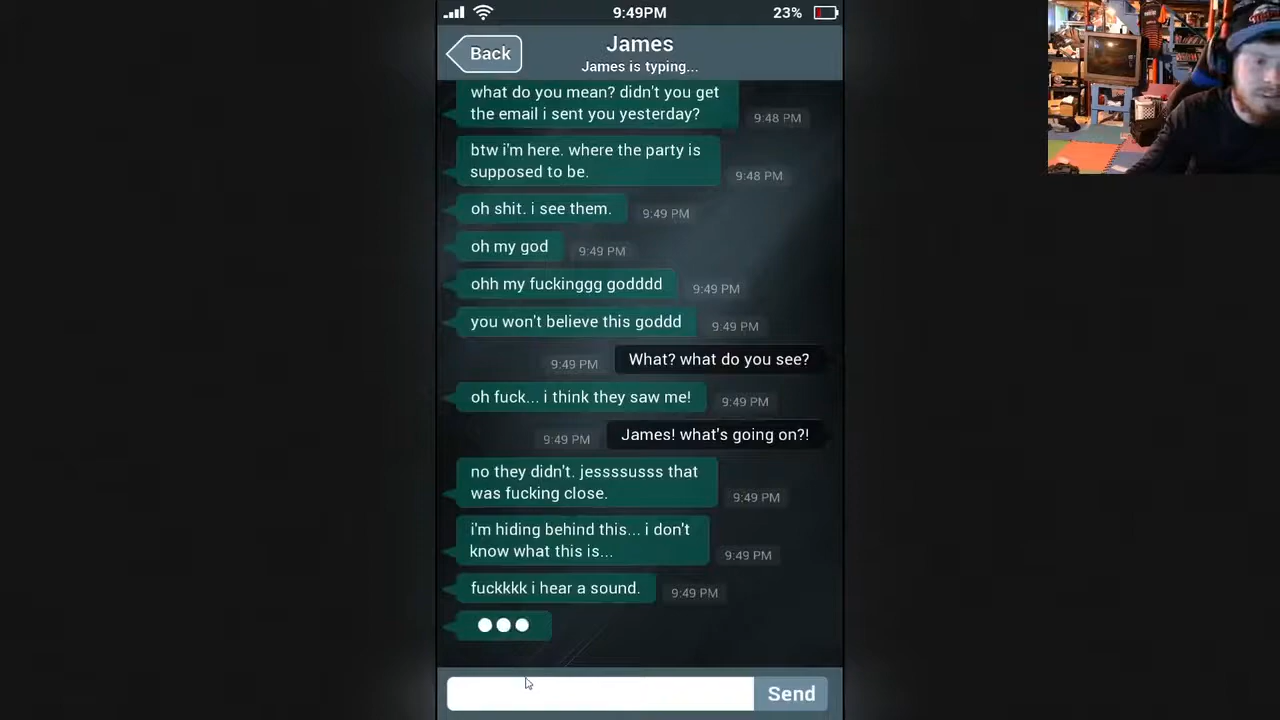 9:49PM
23%
Back
James
James is typing...
what do you mean? didn't you get
the email i sent you yesterday?
9:48 PM
btw i'm here. where the party is
supposed to be.
9:48 PM
oh shit. i see them.
9:49 PM
oh my god
9:49 PM
ohh my fuckinggg godddd
9:49 PM
you won't believe this goddd
9:49 PM
9:49 PM
What? what do you see?
oh fuck... i think they saw me!
9:49 PM
9:49 PM
James! what's going on?!
no they didn't. jessssusss that
was fucking close.
9:49 PM
i'm hiding behind this... i don't
know what this is...
9:49 PM
fuckkkk i hear a sound.
9:49 PM
Send